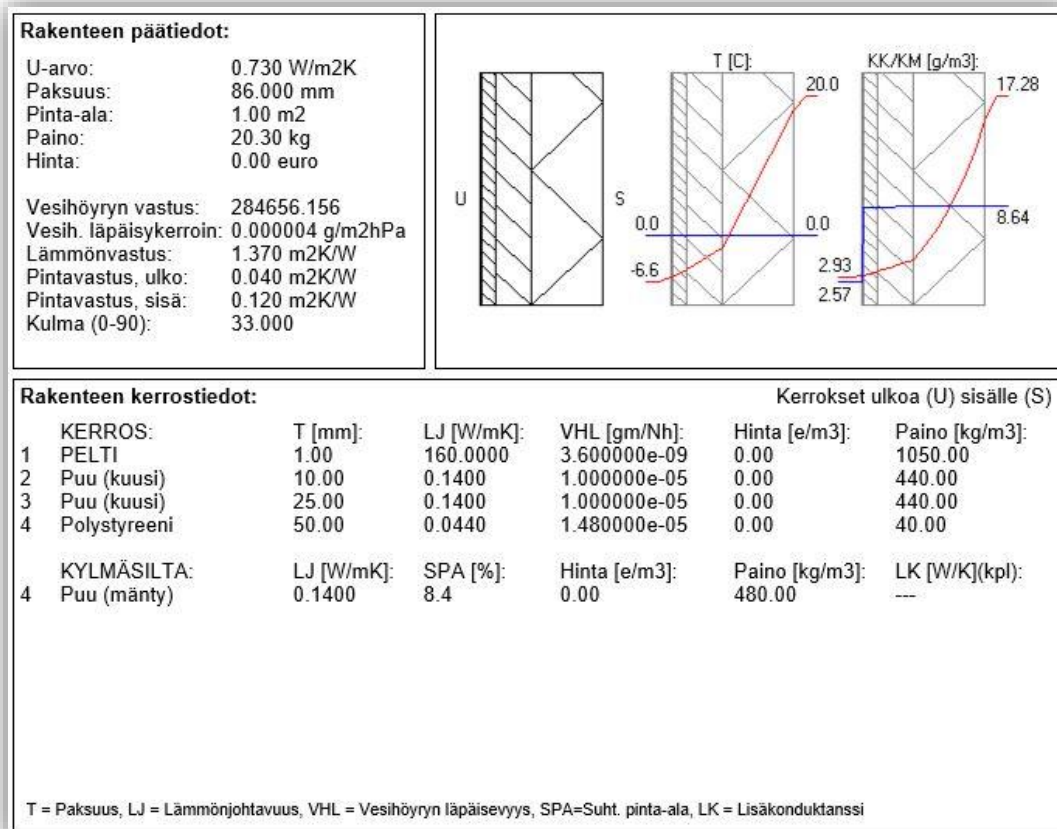 Rakenteen päätiedot:
U-arvo: 0.730 W/m2K
Paksuus: 86.000 mm
Pinta-ala: 1.00 m2
Paino: 20.30 kg
Hinta: 0.00 euro
Vesihöyryn vastus: 284656.156
Vesih. läpäisykerroin: 0.000004 g/m2hPa
Lämmönvastus: 1.370 m2K/W
Pintavastus, ulko: 0.040 m2K/W
Pintavastus, sisä: 0.120 m2K/W
Kulma (0-90): 33.000
U
S
T [C]:
20.0
0.0
0.0
-6.6
KK/KM [g/m3]:
17.28
8.64
2.93
2.57
Rakenteen kerrostiedot: Kerrokset ulkoa (U) sisälle (S)
KERROS: T [mm]: LJ [W/mK]: VHL [gm/Nh]: Hinta [e/m3]: Paino [kg/m3]:
1 PELTI 1.00 160.0000 3.600000e-09 0.00 1050.00
2 Puu (kuusi) 10.00 0.1400 1.000000e-05 0.00 440.00
3 Puu (kuusi) 25.00 0.1400 1.000000e-05 0.00 440.00
4 Polystyreeni 50.00 0.0440 1.480000e-05 0.00 40.00
KYLMÄSILTA: LJ [W/mK]: SPA [%]: Hinta [e/m3]: Paino [kg/m3]: LK [W/K](kpl):
4 Puu (mänty) 0.1400 8.4 0.00 480.00 ---
T = Paksuus, LJ = Lämmönjohtavuus, VHL = Vesihöyryn läpäisevyys, SPA=Suht. pinta-ala, LK = Lisäkonduktanssi